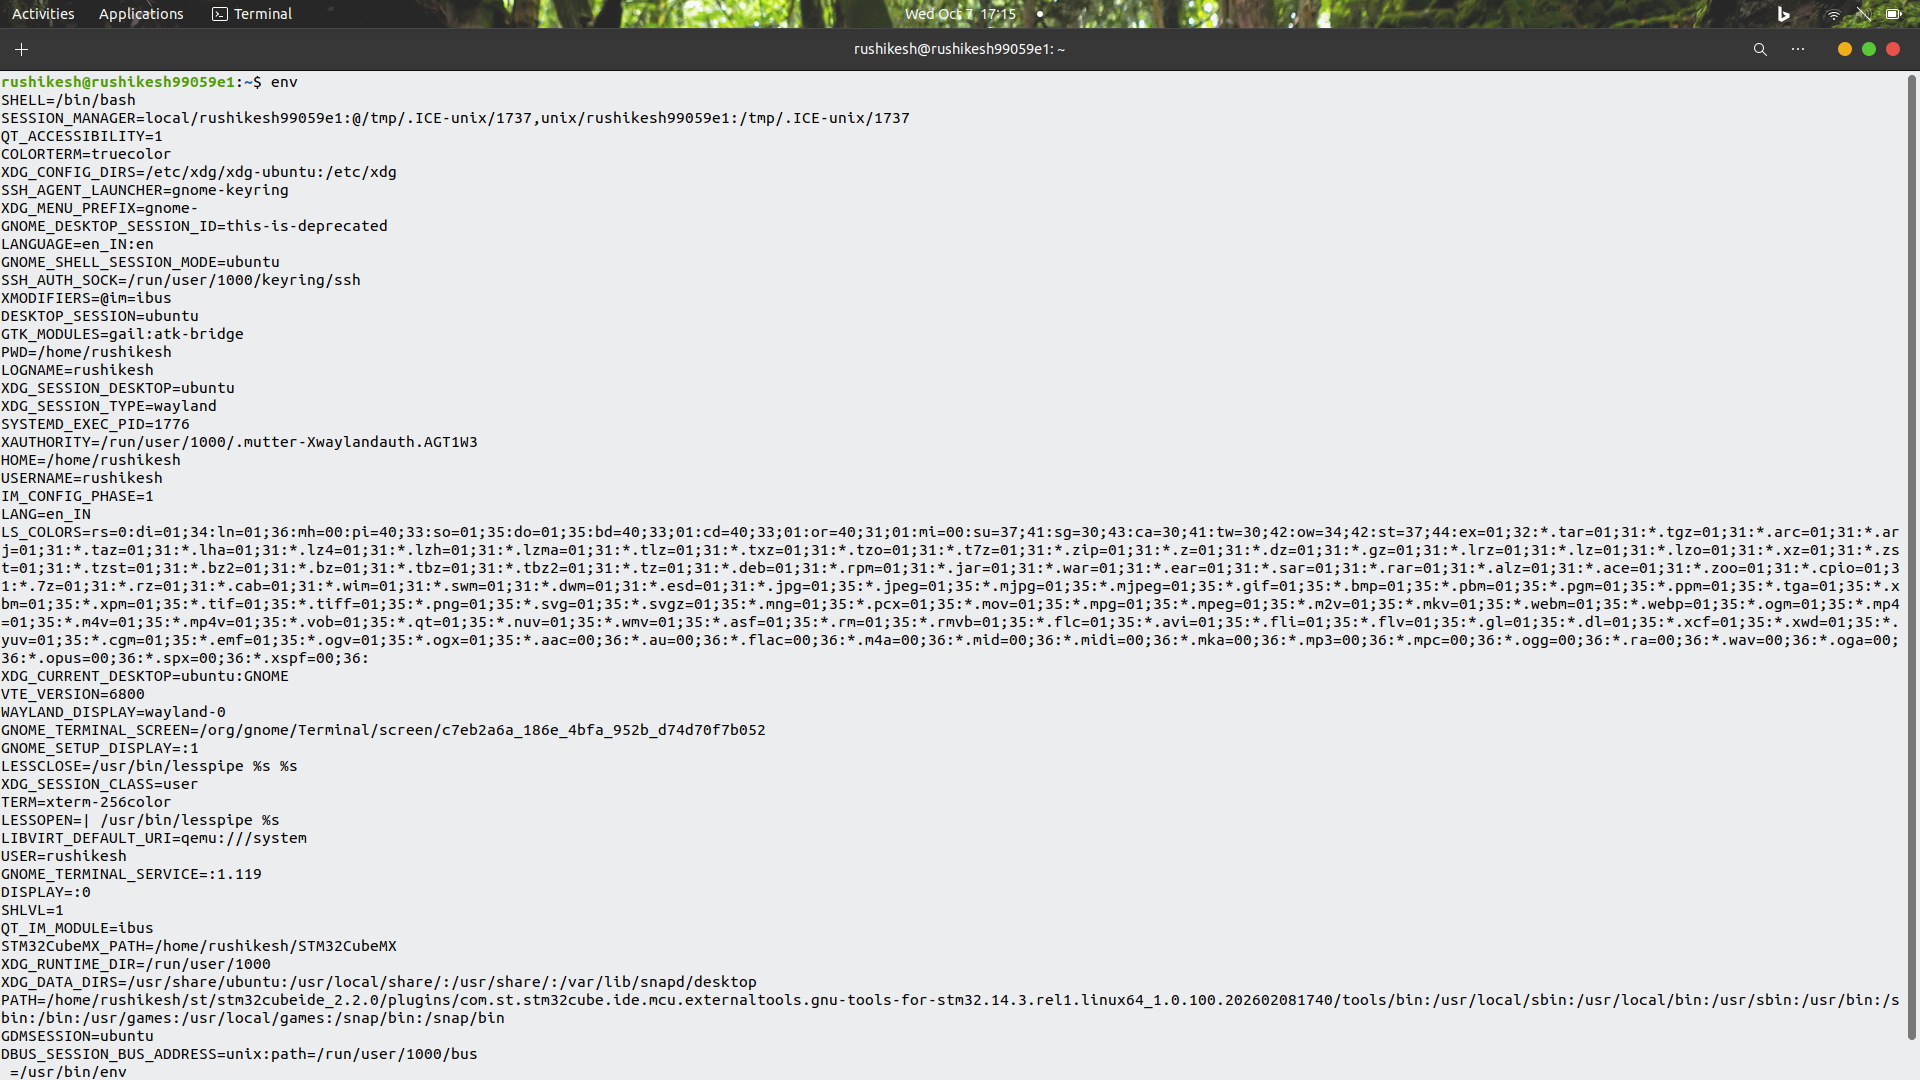 Activities Applications Terminal Wed Oct 7 17:15
rushikesh@rushikesh99059e1: ~
rushikesh@rushikesh99059e1:~$ env
SHELL=/bin/bash
SESSION_MANAGER=local/rushikesh99059e1:@/tmp/.ICE-unix/1737,unix/rushikesh99059e1:/tmp/.ICE-unix/1737
QT_ACCESSIBILITY=1
COLORTERM=truecolor
XDG_CONFIG_DIRS=/etc/xdg/xdg-ubuntu:/etc/xdg
SSH_AGENT_LAUNCHER=gnome-keyring
XDG_MENU_PREFIX=gnome-
GNOME_DESKTOP_SESSION_ID=this-is-deprecated
LANGUAGE=en_IN:en
GNOME_SHELL_SESSION_MODE=ubuntu
SSH_AUTH_SOCK=/run/user/1000/keyring/ssh
XMODIFIERS=@im=ibus
DESKTOP_SESSION=ubuntu
GTK_MODULES=gail:atk-bridge
PWD=/home/rushikesh
LOGNAME=rushikesh
XDG_SESSION_DESKTOP=ubuntu
XDG_SESSION_TYPE=wayland
SYSTEMD_EXEC_PID=1776
XAUTHORITY=/run/user/1000/.mutter-Xwaylandauth.AGT1W3
HOME=/home/rushikesh
USERNAME=rushikesh
IM_CONFIG_PHASE=1
LANG=en_IN
LS_COLORS=rs=0:di=01;34:ln=01;36:mh=00:pi=40;33:so=01;35:do=01;35:bd=40;33;01:cd=40;33;01:or=40;31;01:mi=00:su=37;41:sg=30;43:ca=30;41:tw=30;42:ow=34;42:st=37;44:ex=01;32:*.tar=01;31:*.tgz=01;31:*.arc=01;31:*.ar
j=01;31:*.taz=01;31:*.lha=01;31:*.lz4=01;31:*.lzh=01;31:*.lzma=01;31:*.tlz=01;31:*.txz=01;31:*.tzo=01;31:*.t7z=01;31:*.zip=01;31:*.z=01;31:*.dz=01;31:*.gz=01;31:*.lrz=01;31:*.lz=01;31:*.lzo=01;31:*.xz=01;31:*.zs
t=01;31:*.tzst=01;31:*.bz2=01;31:*.bz=01;31:*.tbz=01;31:*.tbz2=01;31:*.tz=01;31:*.deb=01;31:*.rpm=01;31:*.jar=01;31:*.war=01;31:*.ear=01;31:*.sar=01;31:*.rar=01;31:*.alz=01;31:*.ace=01;31:*.zoo=01;31:*.cpio=01;3
1:*.7z=01;31:*.rz=01;31:*.cab=01;31:*.wim=01;31:*.swm=01;31:*.dwm=01;31:*.esd=01;31:*.jpg=01;35:*.jpeg=01;35:*.mjpg=01;35:*.mjpeg=01;35:*.gif=01;35:*.bmp=01;35:*.pbm=01;35:*.pgm=01;35:*.ppm=01;35:*.tga=01;35:*.x
bm=01;35:*.xpm=01;35:*.tif=01;35:*.tiff=01;35:*.png=01;35:*.svg=01;35:*.svgz=01;35:*.mng=01;35:*.pcx=01;35:*.mov=01;35:*.mpg=01;35:*.mpeg=01;35:*.m2v=01;35:*.mkv=01;35:*.webm=01;35:*.webp=01;35:*.ogm=01;35:*.mp4
=01;35:*.m4v=01;35:*.mp4v=01;35:*.vob=01;35:*.qt=01;35:*.nuv=01;35:*.wmv=01;35:*.asf=01;35:*.rm=01;35:*.rmvb=01;35:*.flc=01;35:*.avi=01;35:*.fli=01;35:*.flv=01;35:*.gl=01;35:*.dl=01;35:*.xcf=01;35:*.xwd=01;35:*.
yuv=01;35:*.cgm=01;35:*.emf=01;35:*.ogv=01;35:*.ogx=01;35:*.aac=00;36:*.au=00;36:*.flac=00;36:*.m4a=00;36:*.mid=00;36:*.midi=00;36:*.mka=00;36:*.mp3=00;36:*.mpc=00;36:*.ogg=00;36:*.ra=00;36:*.wav=00;36:*.oga=00;
36:*.opus=00;36:*.spx=00;36:*.xspf=00;36:
XDG_CURRENT_DESKTOP=ubuntu:GNOME
VTE_VERSION=6800
WAYLAND_DISPLAY=wayland-0
GNOME_TERMINAL_SCREEN=/org/gnome/Terminal/screen/c7eb2a6a_186e_4bfa_952b_d74d70f7b052
GNOME_SETUP_DISPLAY=:1
LESSCLOSE=/usr/bin/lesspipe %s %s
XDG_SESSION_CLASS=user
TERM=xterm-256color
LESSOPEN=| /usr/bin/lesspipe %s
LIBVIRT_DEFAULT_URI=qemu:///system
USER=rushikesh
GNOME_TERMINAL_SERVICE=:1.119
DISPLAY=:0
SHLVL=1
QT_IM_MODULE=ibus
STM32CubeMX_PATH=/home/rushikesh/STM32CubeMX
XDG_RUNTIME_DIR=/run/user/1000
XDG_DATA_DIRS=/usr/share/ubuntu:/usr/local/share/:/usr/share/:/var/lib/snapd/desktop
PATH=/home/rushikesh/st/stm32cubeide_2.2.0/plugins/com.st.stm32cube.ide.mcu.externaltools.gnu-tools-for-stm32.14.3.rel1.linux64_1.0.100.202602081740/tools/bin:/usr/local/sbin:/usr/local/bin:/usr/sbin:/usr/bin:/s
bin:/bin:/usr/games:/usr/local/games:/snap/bin:/snap/bin
GDMSESSION=ubuntu
DBUS_SESSION_BUS_ADDRESS=unix:path=/run/user/1000/bus
=/usr/bin/env